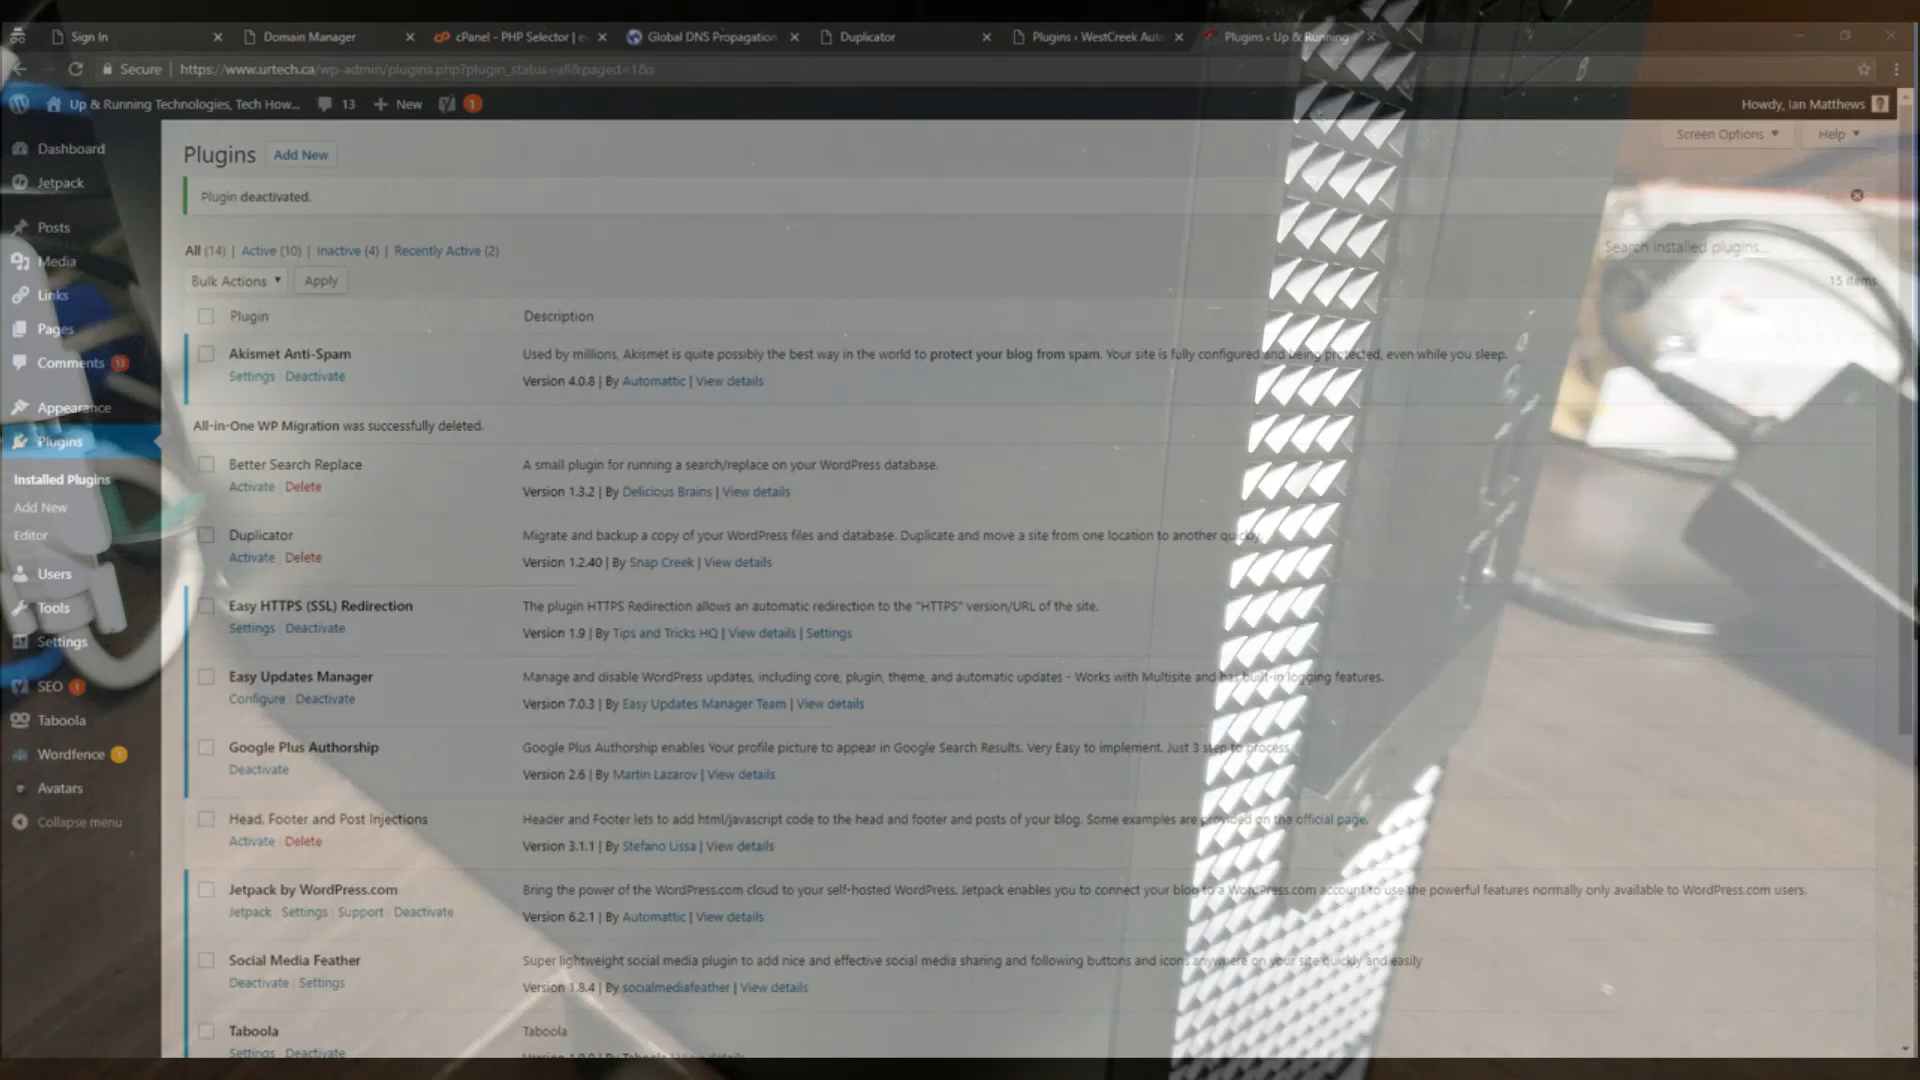 Sign In
Domain Manager
cPanel - PHP Selector |
Global DNS Propagation
Duplicator
Plugins ‹ WestCreek Auto
Plugins ‹ Up & Running
Secure | https://www.urtech.ca/wp-admin/plugins.php?plugin_status=all&paged=1&s
Up & Running Technologies, Tech How...
13
New
1
Howdy, Ian Matthews
Screen Options
Help
Dashboard
Jetpack
Posts
Media
Links
Pages
Comments 13
Appearance
Plugins
Installed Plugins
Add New
Editor
Users
Tools
Settings
SEO 1
Taboola
Wordfence 1
Avatars
Collapse menu
Plugins Add New
Plugin deactivated.
All (14) | Active (10) | Inactive (4) | Recently Active (2)
Search installed plugins...
Bulk Actions Apply
15 items
Plugin Description
Akismet Anti-Spam
Settings | Deactivate
Used by millions, Akismet is quite possibly the best way in the world to protect your blog from spam. Your site is fully configured and being protected, even while you sleep.
Version 4.0.8 | By Automattic | View details
All-in-One WP Migration was successfully deleted.
Better Search Replace
Activate | Delete
A small plugin for running a search/replace on your WordPress database.
Version 1.3.2 | By Delicious Brains | View details
Duplicator
Activate | Delete
Migrate and backup a copy of your WordPress files and database. Duplicate and move a site from one location to another quickly.
Version 1.2.40 | By Snap Creek | View details
Easy HTTPS (SSL) Redirection
Settings | Deactivate
The plugin HTTPS Redirection allows an automatic redirection to the "HTTPS" version/URL of the site.
Version 1.9 | By Tips and Tricks HQ | View details | Settings
Easy Updates Manager
Configure | Deactivate
Manage and disable WordPress updates, including core, plugin, theme, and automatic updates - Works with Multisite and has built-in logging features.
Version 7.0.3 | By Easy Updates Manager Team | View details
Google Plus Authorship
Deactivate
Google Plus Authorship enables Your profile picture to appear in Google Search Results. Very Easy to implement. Just 3 step to process
Version 2.6 | By Martin Lazarov | View details
Head, Footer and Post Injections
Activate | Delete
Header and Footer lets to add html/javascript code to the head and footer and posts of your blog. Some examples are provided on the official page.
Version 3.1.1 | By Stefano Lissa | View details
Jetpack by WordPress.com
Jetpack | Settings | Support | Deactivate
Bring the power of the WordPress.com cloud to your self-hosted WordPress. Jetpack enables you to connect your blog to a WordPress.com account to use the powerful features normally only available to WordPress.com users.
Version 6.2.1 | By Automattic | View details
Social Media Feather
Deactivate | Settings
Super lightweight social media plugin to add nice and effective social media sharing and following buttons and icons anywhere on your site quickly and easily
Version 1.8.4 | By socialmediafeather | View details
Taboola
Settings | Deactivate
Taboola